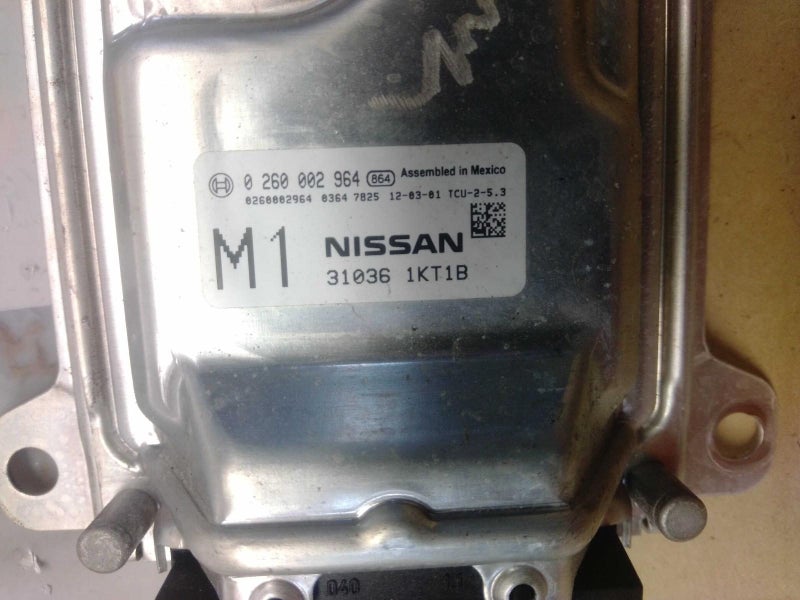 0 260 002 964 864 Assembled in Mexico
0260002964 0364 7825 12-03-01 TCU-2-5.3
M1 NISSAN
31036 1KT1B
040